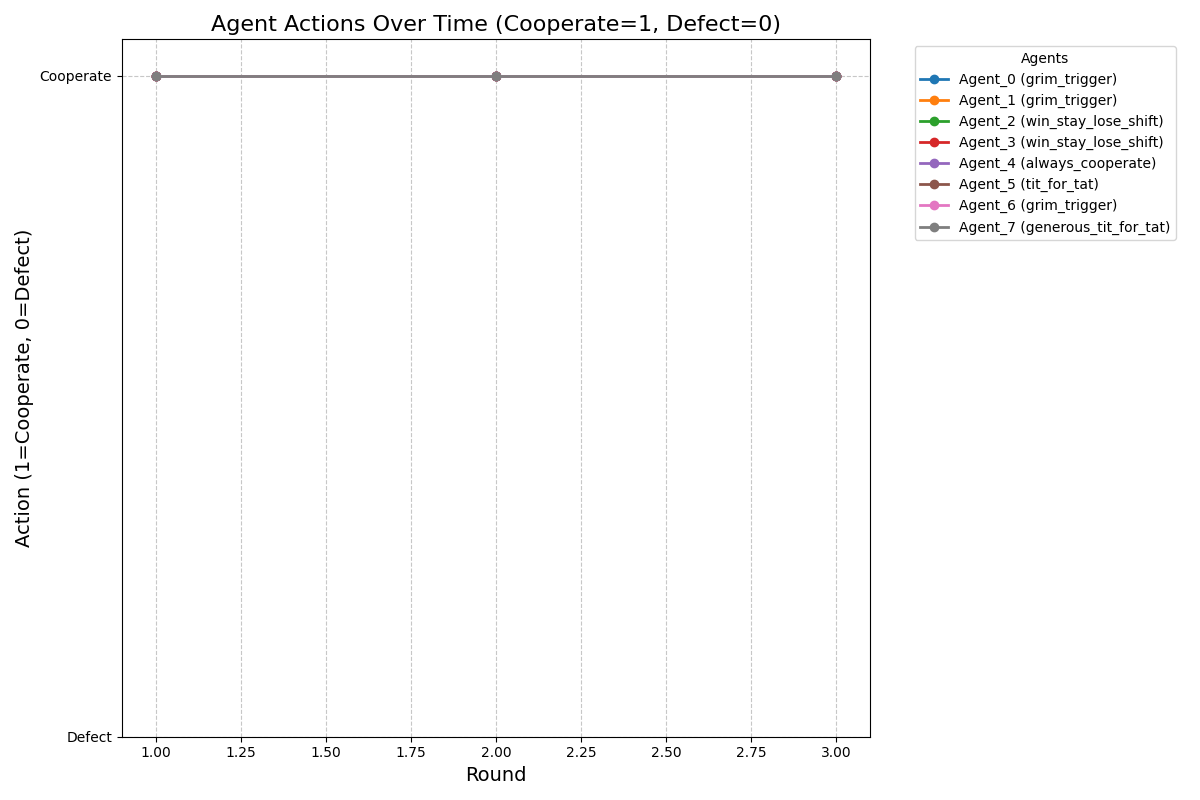 Agent Actions Over Time (Cooperate=1, Defect=0)
Action (1=Cooperate, 0=Defect)
Cooperate
Defect
1.00 1.25 1.50 1.75 2.00 2.25 2.50 2.75 3.00
Round
Agents
Agent_0 (grim_trigger)
Agent_1 (grim_trigger)
Agent_2 (win_stay_lose_shift)
Agent_3 (win_stay_lose_shift)
Agent_4 (always_cooperate)
Agent_5 (tit_for_tat)
Agent_6 (grim_trigger)
Agent_7 (generous_tit_for_tat)